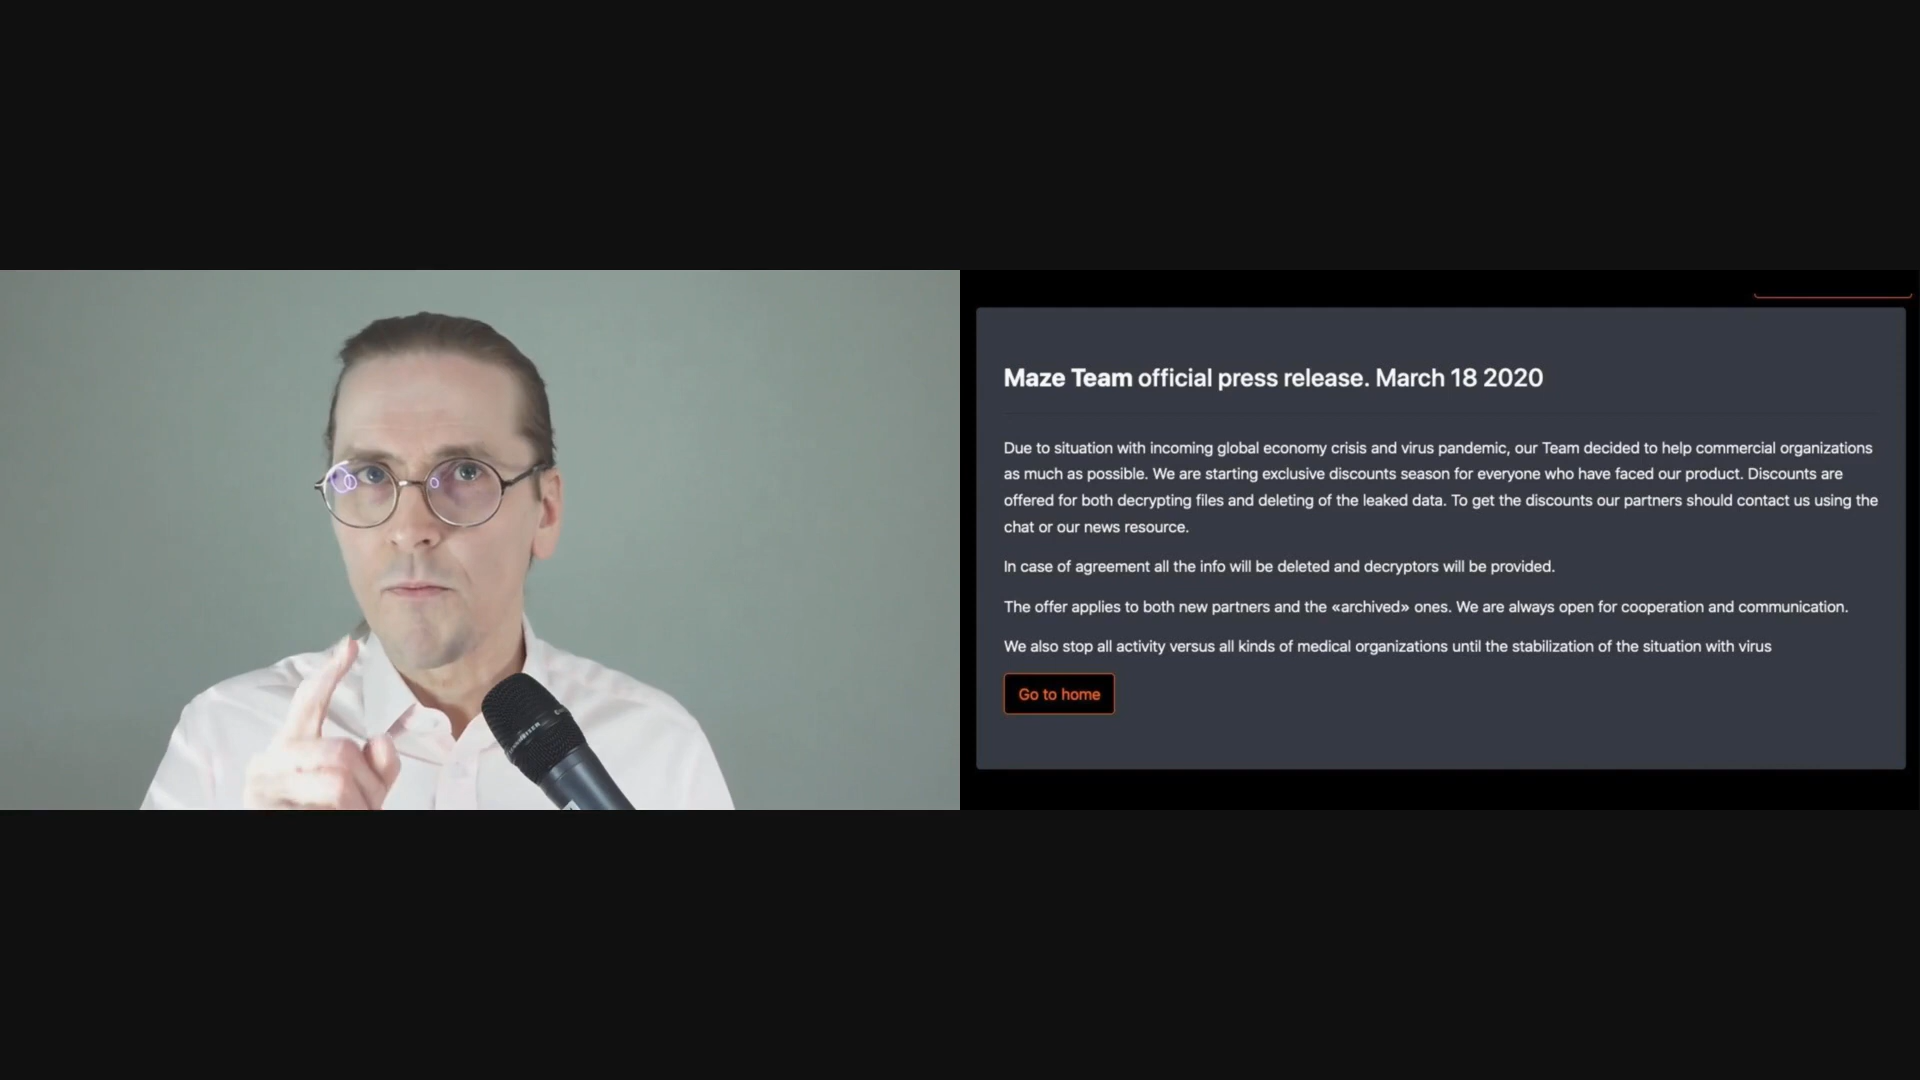 Maze Team official press release. March 18 2020
Due to situation with incoming global economy crisis and virus pandemic, our Team decided to help commercial organizations
as much as possible. We are starting exclusive discounts season for everyone who have faced our product. Discounts are
offered for both decrypting files and deleting of the leaked data. To get the discounts our partners should contact us using the
chat or our news resource.
In case of agreement all the info will be deleted and decryptors will be provided.
The offer applies to both new partners and the «archived» ones. We are always open for cooperation and communication.
We also stop all activity versus all kinds of medical organizations until the stabilization of the situation with virus
Go to home